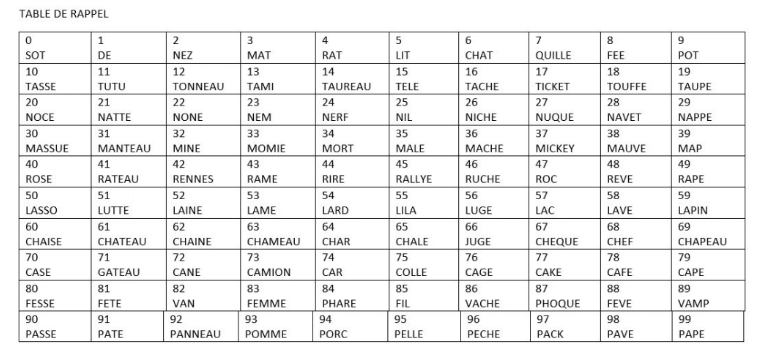 TABLE DE RAPPEL
0 1 2 3 4 5 6 7 8 9
SOT DE NEZ MAT RAT LIT CHAT QUILLE FEE POT
10 11 12 13 14 15 16 17 18 19
TASSE TUTU TONNEAU TAMI TAUREAU TELE TACHE TICKET TOUFFE TAUPE
20 21 22 23 24 25 26 27 28 29
NOCE NATTE NONE NEM NERF NIL NICHE NUQUE NAVET NAPPE
30 31 32 33 34 35 36 37 38 39
MASSUE MANTEAU MINE MOMIE MORT MALE MACHE MICKEY MAUVE MAP
40 41 42 43 44 45 46 47 48 49
ROSE RATEAU RENNES RAME RIRE RALLYE RUCHE ROC REVE RAPE
50 51 52 53 54 55 56 57 58 59
LASSO LUTTE LAINE LAME LARD LILA LUGE LAC LAVE LAPIN
60 61 62 63 64 65 66 67 68 69
CHAISE CHATEAU CHAINE CHAMEAU CHAR CHALE JUGE CHEQUE CHEF CHAPEAU
70 71 72 73 74 75 76 77 78 79
CASE GATEAU CANE CAMION CAR COLLE CAGE CAKE CAFE CAPE
80 81 82 83 84 85 86 87 88 89
FESSE FETE VAN FEMME PHARE FIL VACHE PHOQUE FEVE VAMP
90 91 92 93 94 95 96 97 98 99
PASSE PATE PANNEAU POMME PORC PELLE PECHE PACK PAVE PAPE